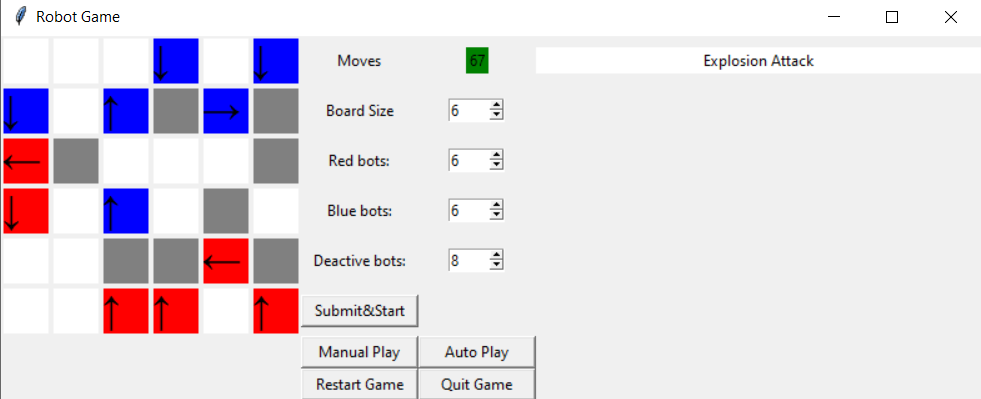 Robot Game
Moves 67 Explosion Attack
Board Size 6
Red bots: 6
Blue bots: 6
Deactive bots: 8
Submit&Start
Manual Play Auto Play
Restart Game Quit Game